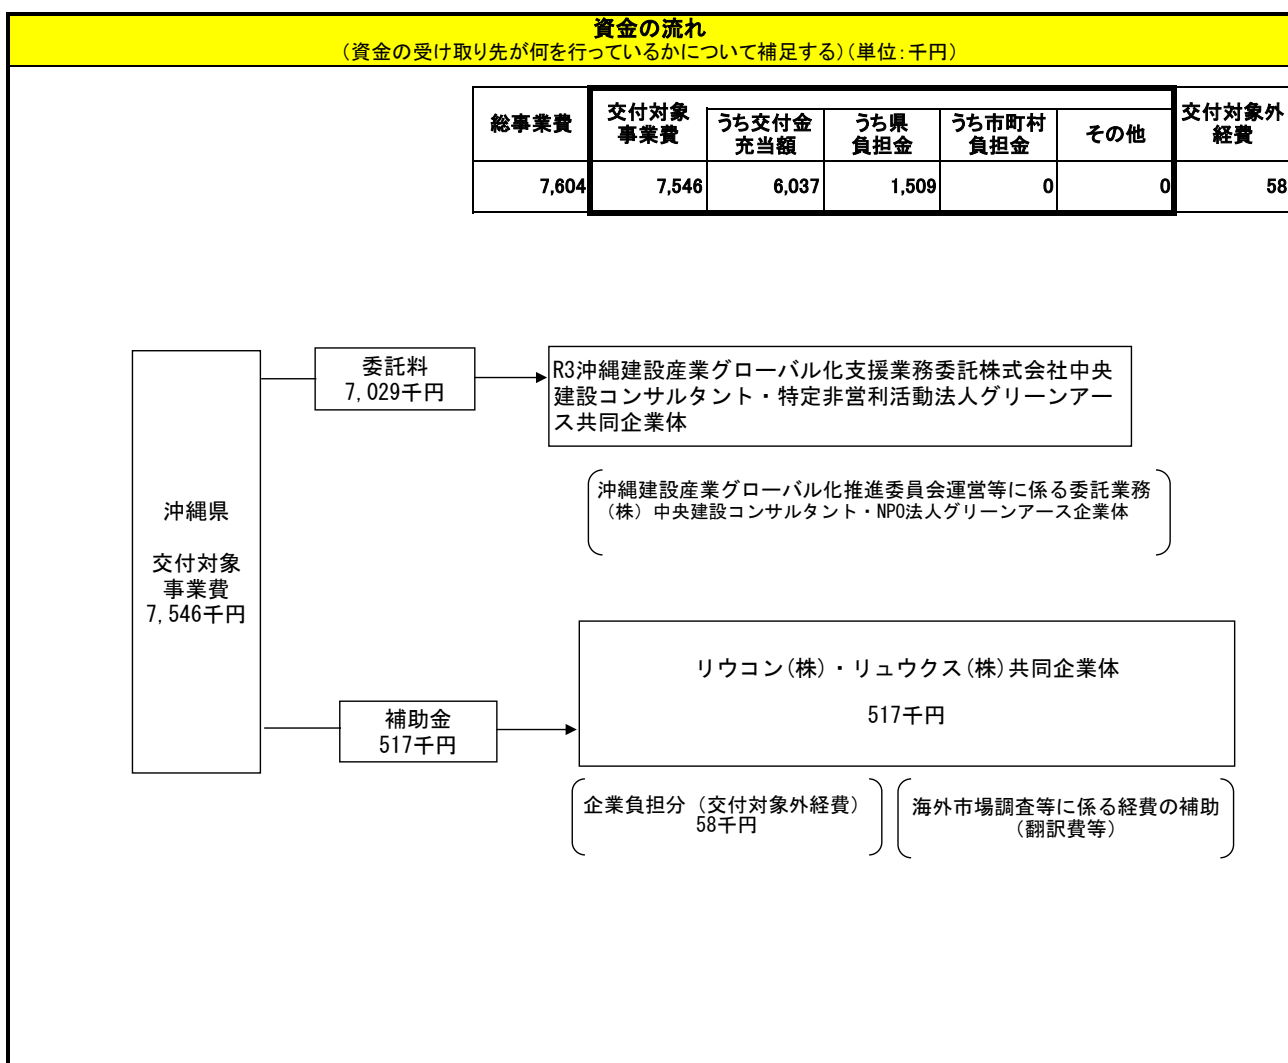 資金の流れ
（資金の受け取り先が何を行っているかについて補足する）（単位：千円）
総事業費
交付対象
事業費
うち交付金
充当額
うち県
負担金
うち市町村
負担金
その他
交付対象外
経費
7,604
7,546
6,037
1,509
0
0
58
委託料
7,029千円
R3沖縄建設産業グローバル化支援業務委託株式会社中央
建設コンサルタント・特定非営利活動法人グリーンアー
ス共同企業体
沖縄建設産業グローバル化推進委員会運営等に係る委託業務
（株）中央建設コンサルタント・NPO法人グリーンアース企業体
沖縄県
交付対象
事業費
7,546千円
リウコン(株)・リュウクス(株)共同企業体
517千円
補助金
517千円
企業負担分（交付対象外経費）
58千円
海外市場調査等に係る経費の補助
（翻訳費等）